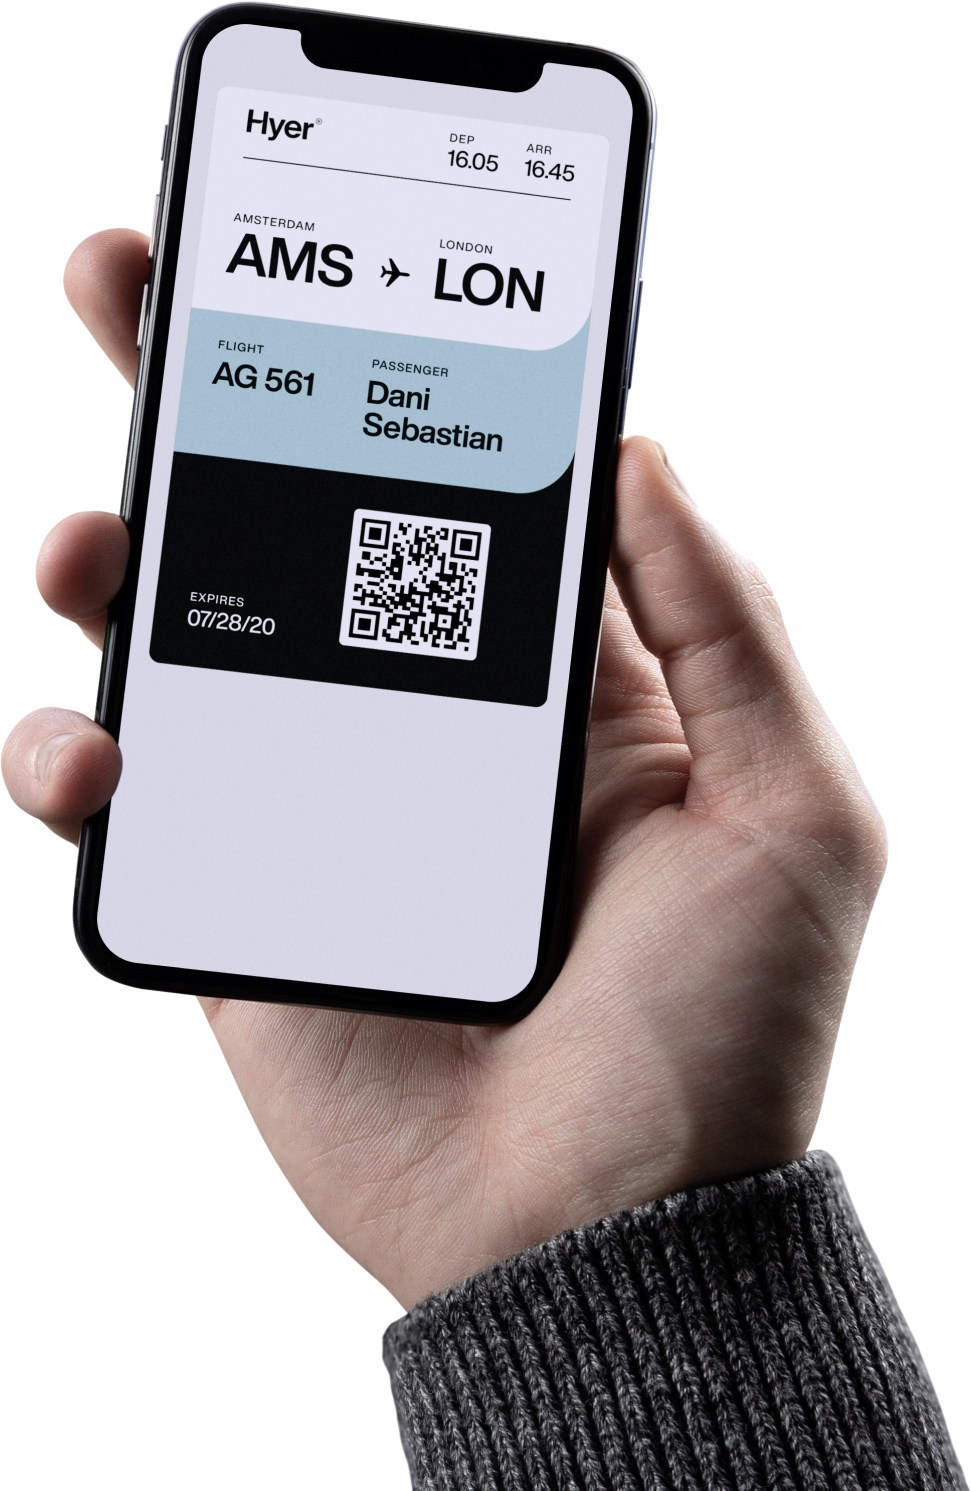 Hyer®
DEP
16.05
ARR
16.45
AMSTERDAM
AMS
LONDON
LON
FLIGHT
AG 561
PASSENGER
Dani
Sebastian
EXPIRES
07/28/20